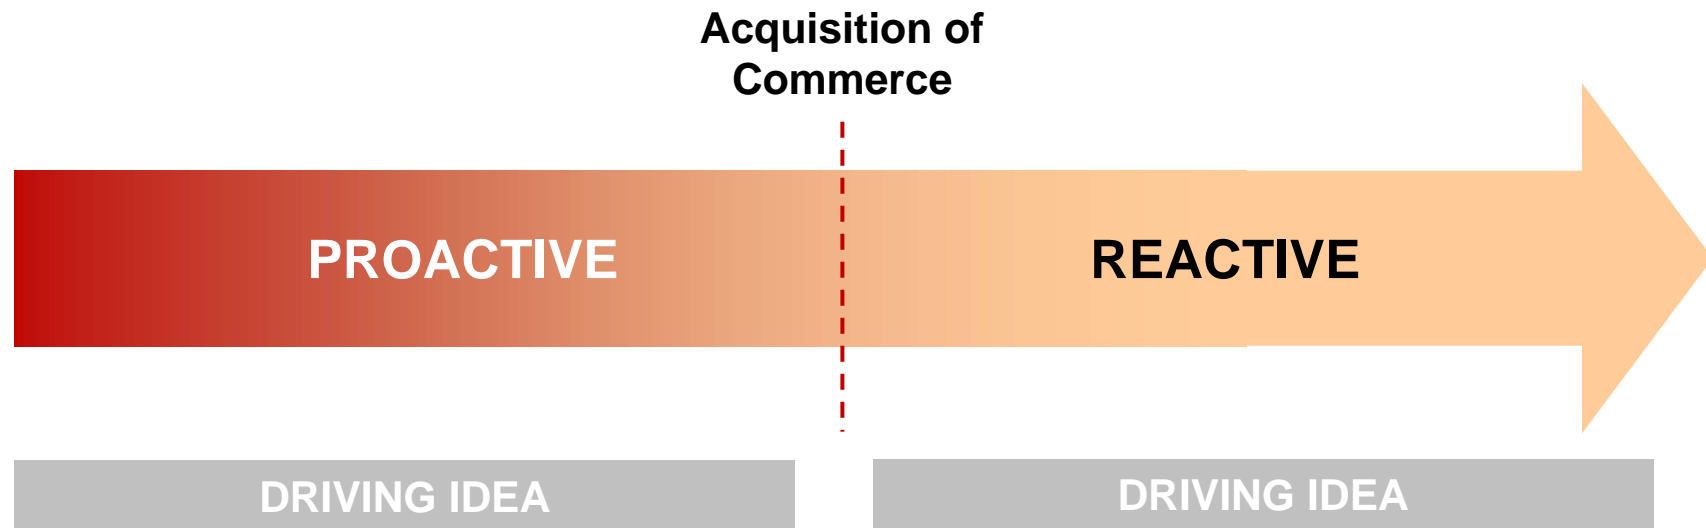 Acquisition of
Commerce
PROACTIVE
REACTIVE
DRIVING IDEA
DRIVING IDEA